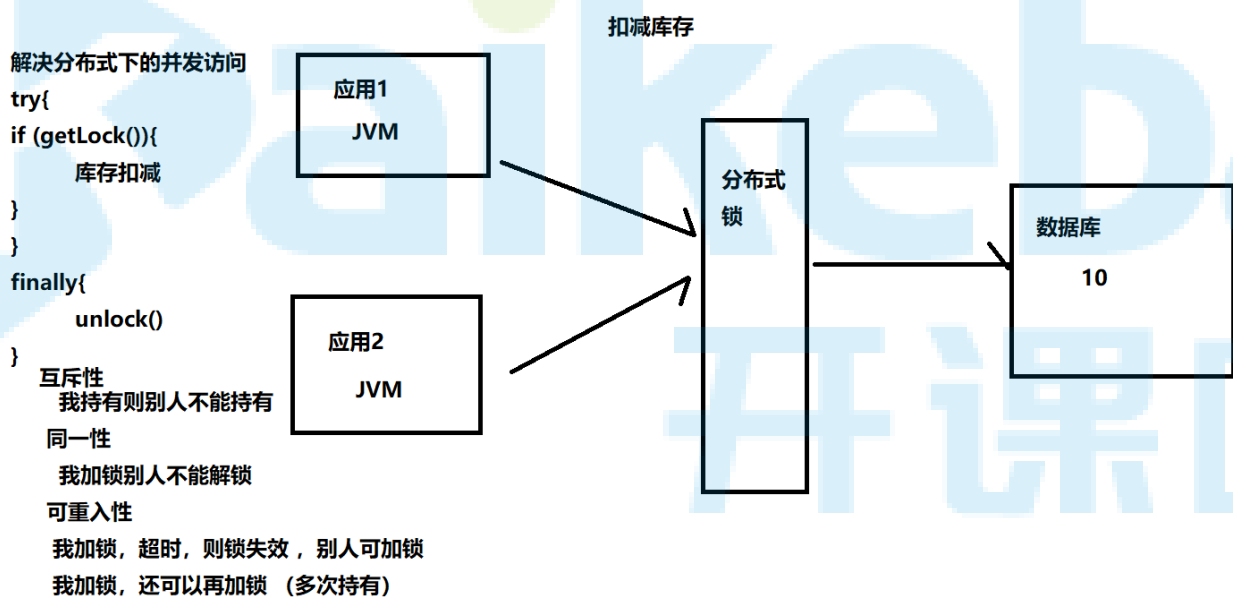 扣减库存
解决分布式下的并发访问
try{
if (getLock()){
库存扣减
}
}
finally{
unlock()
}
互斥性
我持有则别人不能持有
同一性
我加锁别人不能解锁
可重入性
我加锁，超时，则锁失效 ，别人可加锁
我加锁，还可以再加锁 （多次持有）
应用1
JVM
应用2
JVM
分布式
锁
数据库
10
aikeb
开课